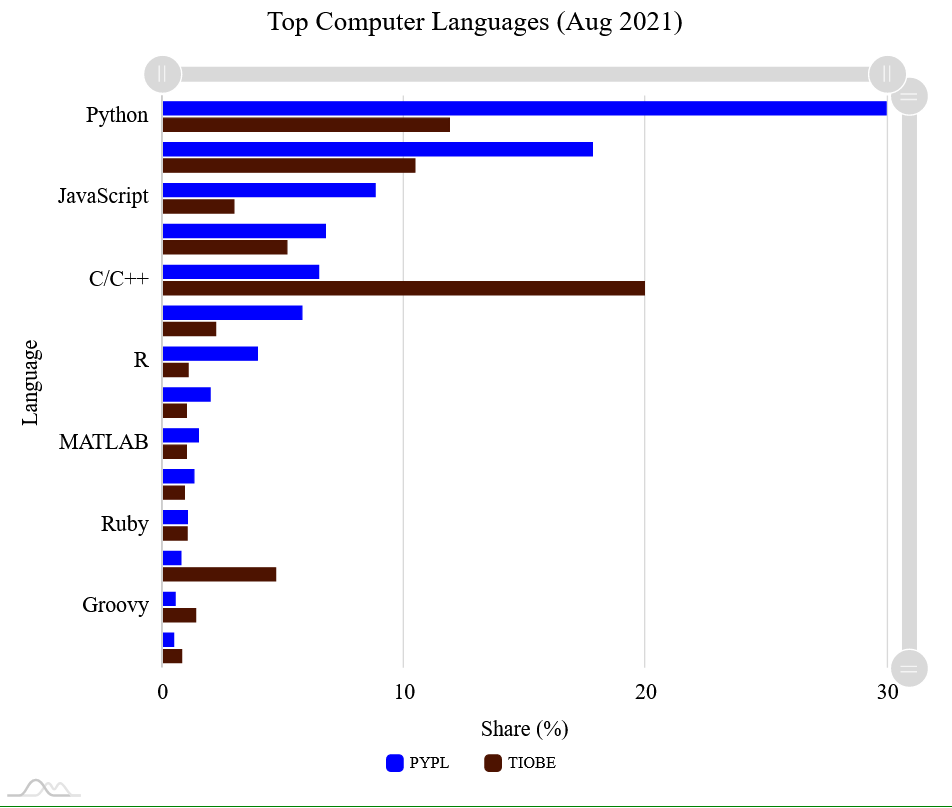 Top Computer Languages (Aug 2021)
Python
JavaScript
C/C++
R
MATLAB
Ruby
Groovy
Language
0 10 20 30
Share (%)
PYPL TIOBE